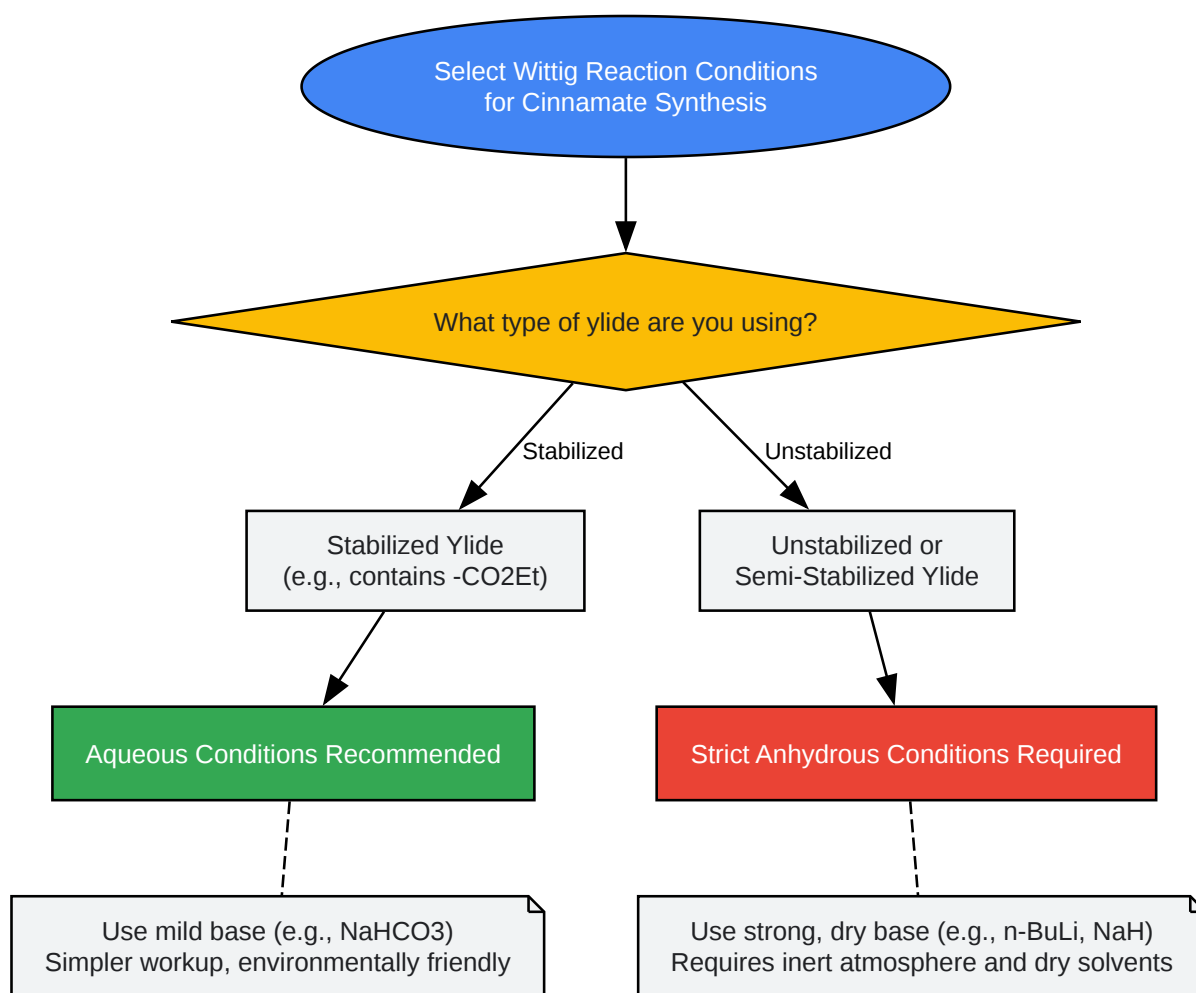 Select Wittig Reaction Conditions
for Cinnamate Synthesis
What type of ylide are you using?
Stabilized
Unstabilized
Stabilized Ylide
(e.g., contains -CO2Et)
Unstabilized or
Semi-Stabilized Ylide
Aqueous Conditions Recommended
Strict Anhydrous Conditions Required
Use mild base (e.g., NaHCO3)
Simpler workup, environmentally friendly
Use strong, dry base (e.g., n-BuLi, NaH)
Requires inert atmosphere and dry solvents